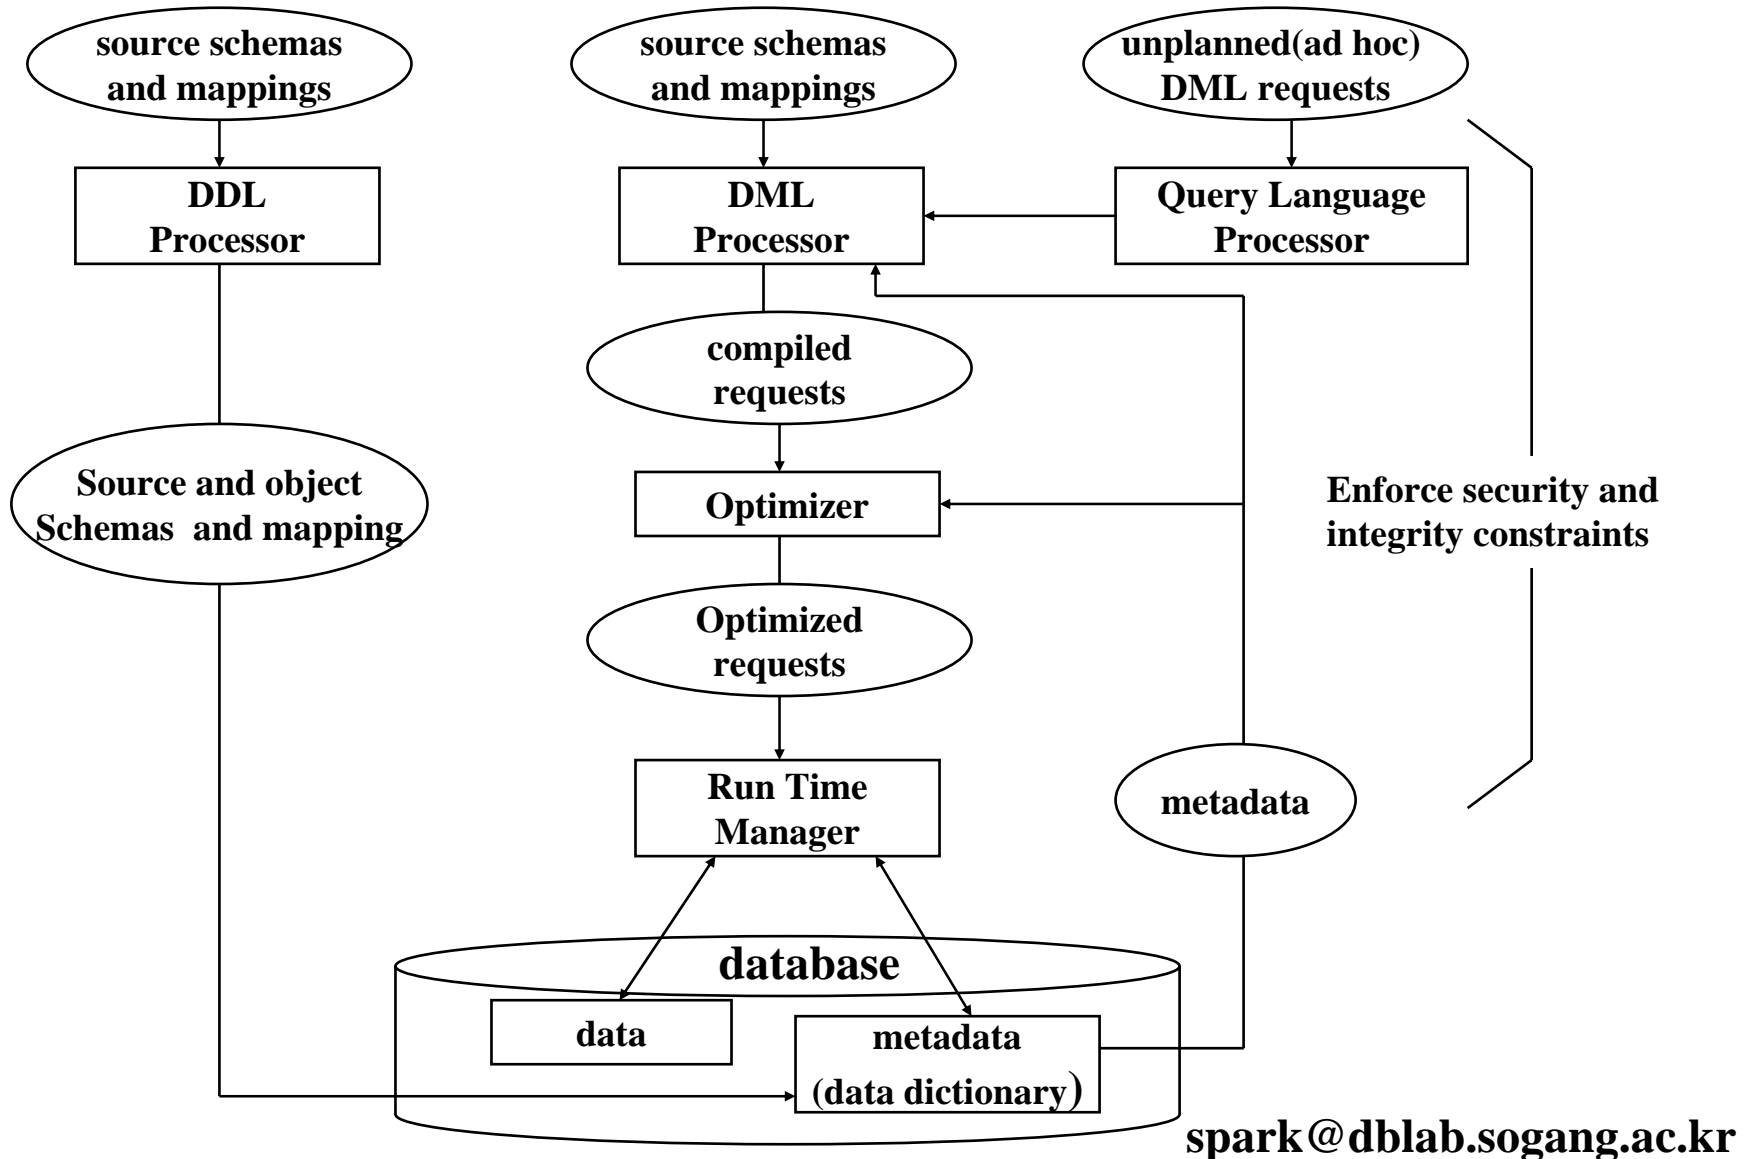 source schemas
and mappings
source schemas
and mappings
unplanned(ad hoc)
DML requests
DDL
Processor
DML
Processor
Query Language
Processor
compiled
requests
Source and object
Schemas and mapping
Optimizer
Enforce security and
integrity constraints
Optimized
requests
Run Time
Manager
metadata
database
data
metadata
(data dictionary)
spark@dblab.sogang.ac.kr